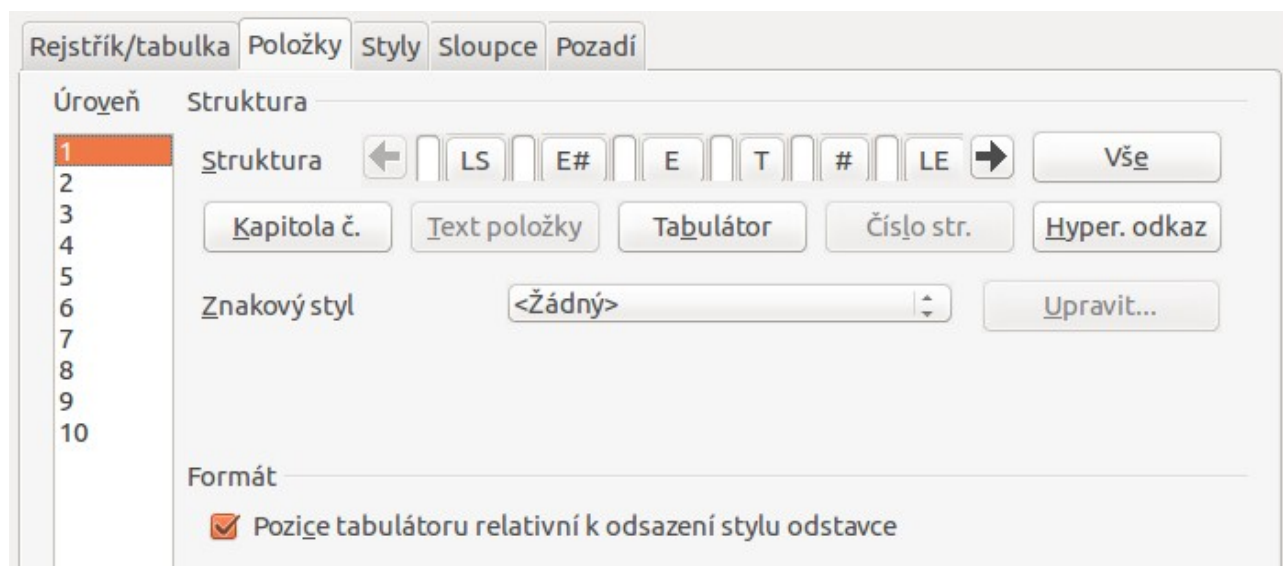 Rejstřík/tabulka Položky Styly Sloupce Pozadí
Úroveň Struktura
1
2
3
4
5
6
7
8
9
10
Struktura LS E# E T # LE Vše
Kapitola č. Text položky Tabulátor Číslo str. Hyper. odkaz
Znakový styl <Žádný> Upravit...
Formát
Pozice tabulátoru relativní k odsazení stylu odstavce